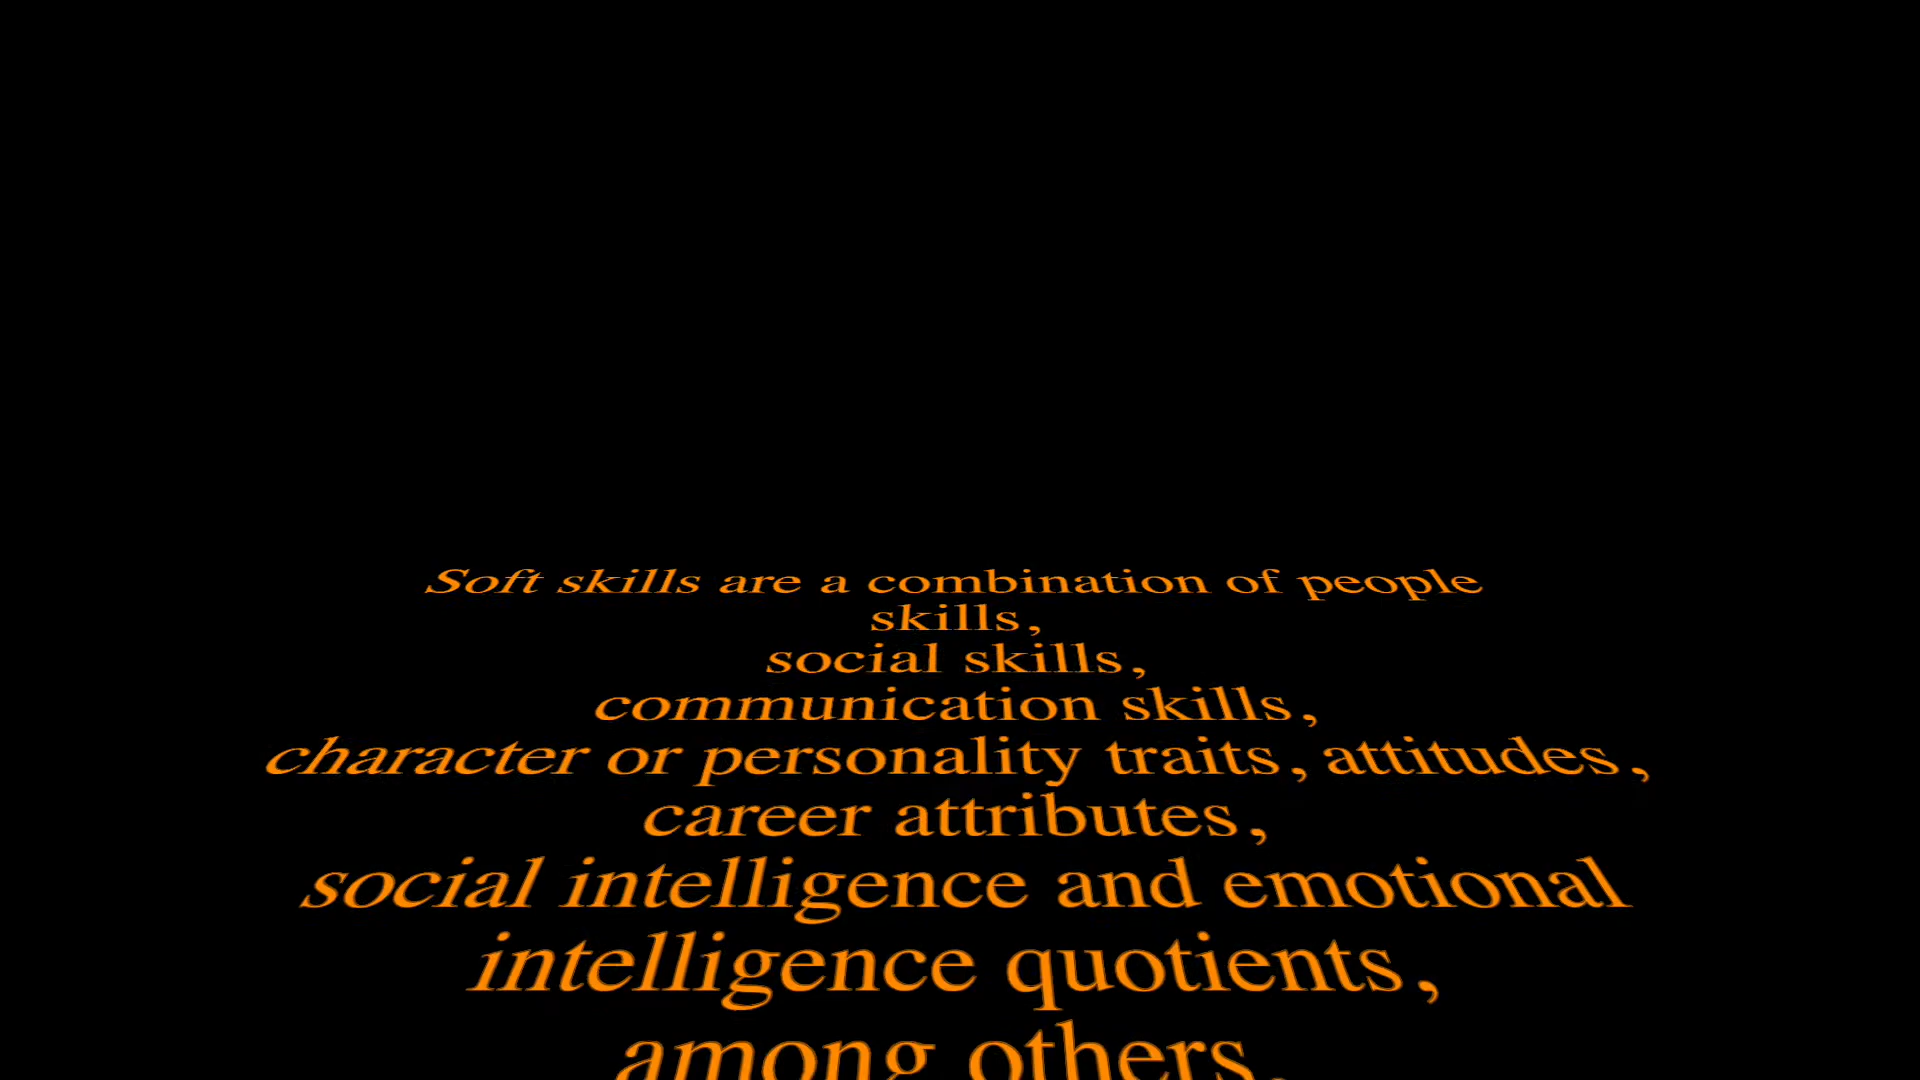 Soft skills are a combination of people
skills,
social skills,
communication skills,
character or personality traits, attitudes,
career attributes,
social intelligence and emotional
intelligence quotients,
among others,